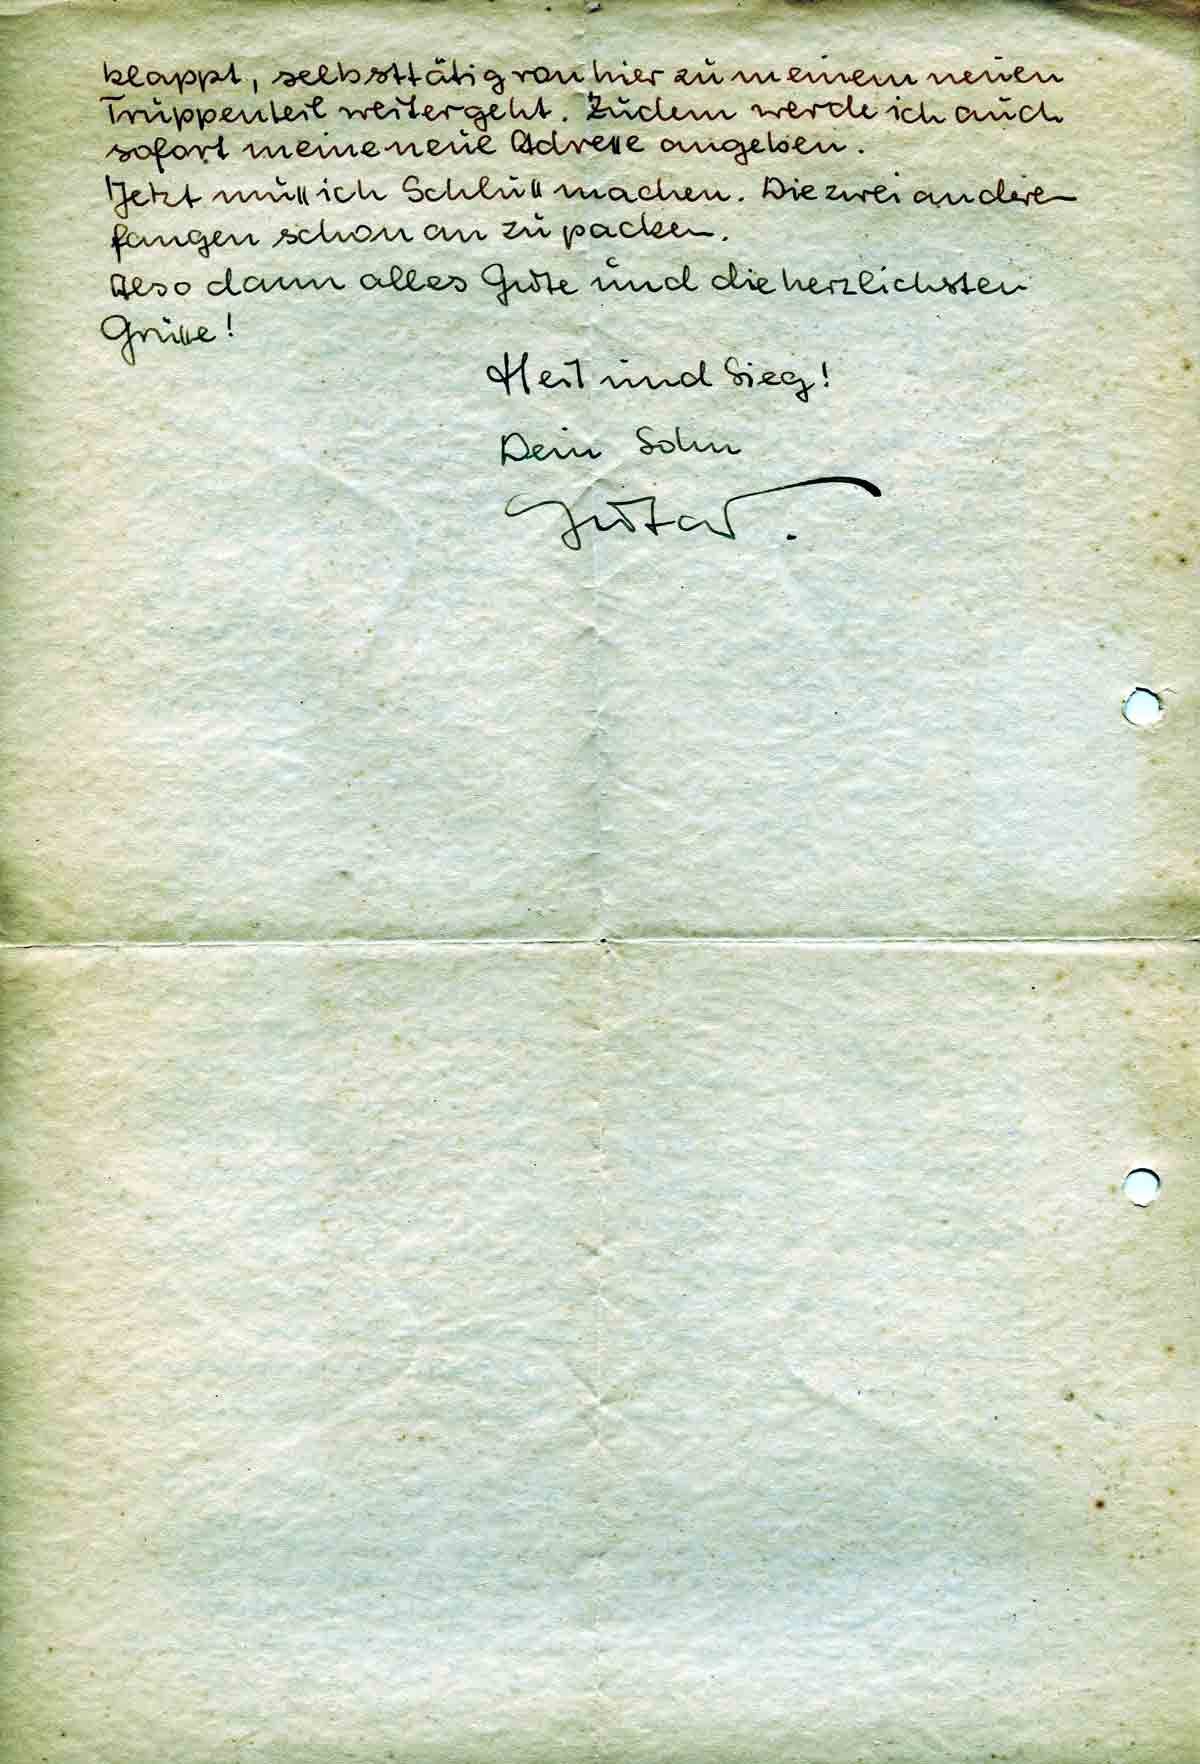 klappt, selbsttätig von hier zu meinem neuen
Truppenteil weitergeht. Zudem werde ich auch
sofort meine neue Adresse angeben.
Jetzt muss ich Schluss machen. Die zwei andere
fangen schon an zu packen.
Also dann alles Gute und die herzlichsten
Grüsse!
Heil und Sieg!
Dein Sohn
Gustav.